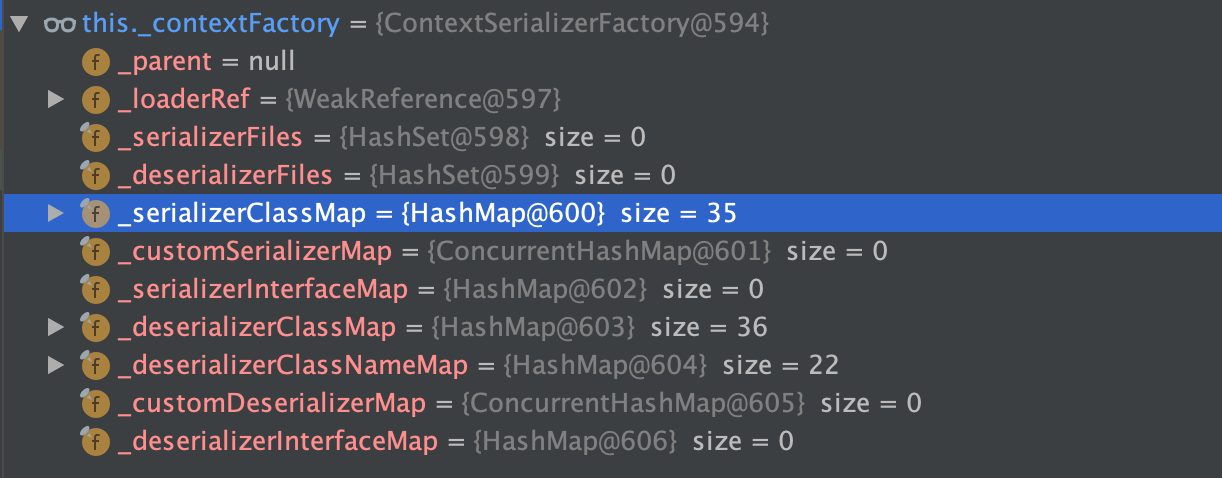 this._contextFactory = {ContextSerializerFactory@594}
f _parent = null
f _loaderRef = {WeakReference@597}
f _serializerFiles = {HashSet@598} size = 0
f _deserializerFiles = {HashSet@599} size = 0
f _serializerClassMap = {HashMap@600} size = 35
f _customSerializerMap = {ConcurrentHashMap@601} size = 0
f _serializerInterfaceMap = {HashMap@602} size = 0
f _deserializerClassMap = {HashMap@603} size = 36
f _deserializerClassNameMap = {HashMap@604} size = 22
f _customDeserializerMap = {ConcurrentHashMap@605} size = 0
f _deserializerInterfaceMap = {HashMap@606} size = 0